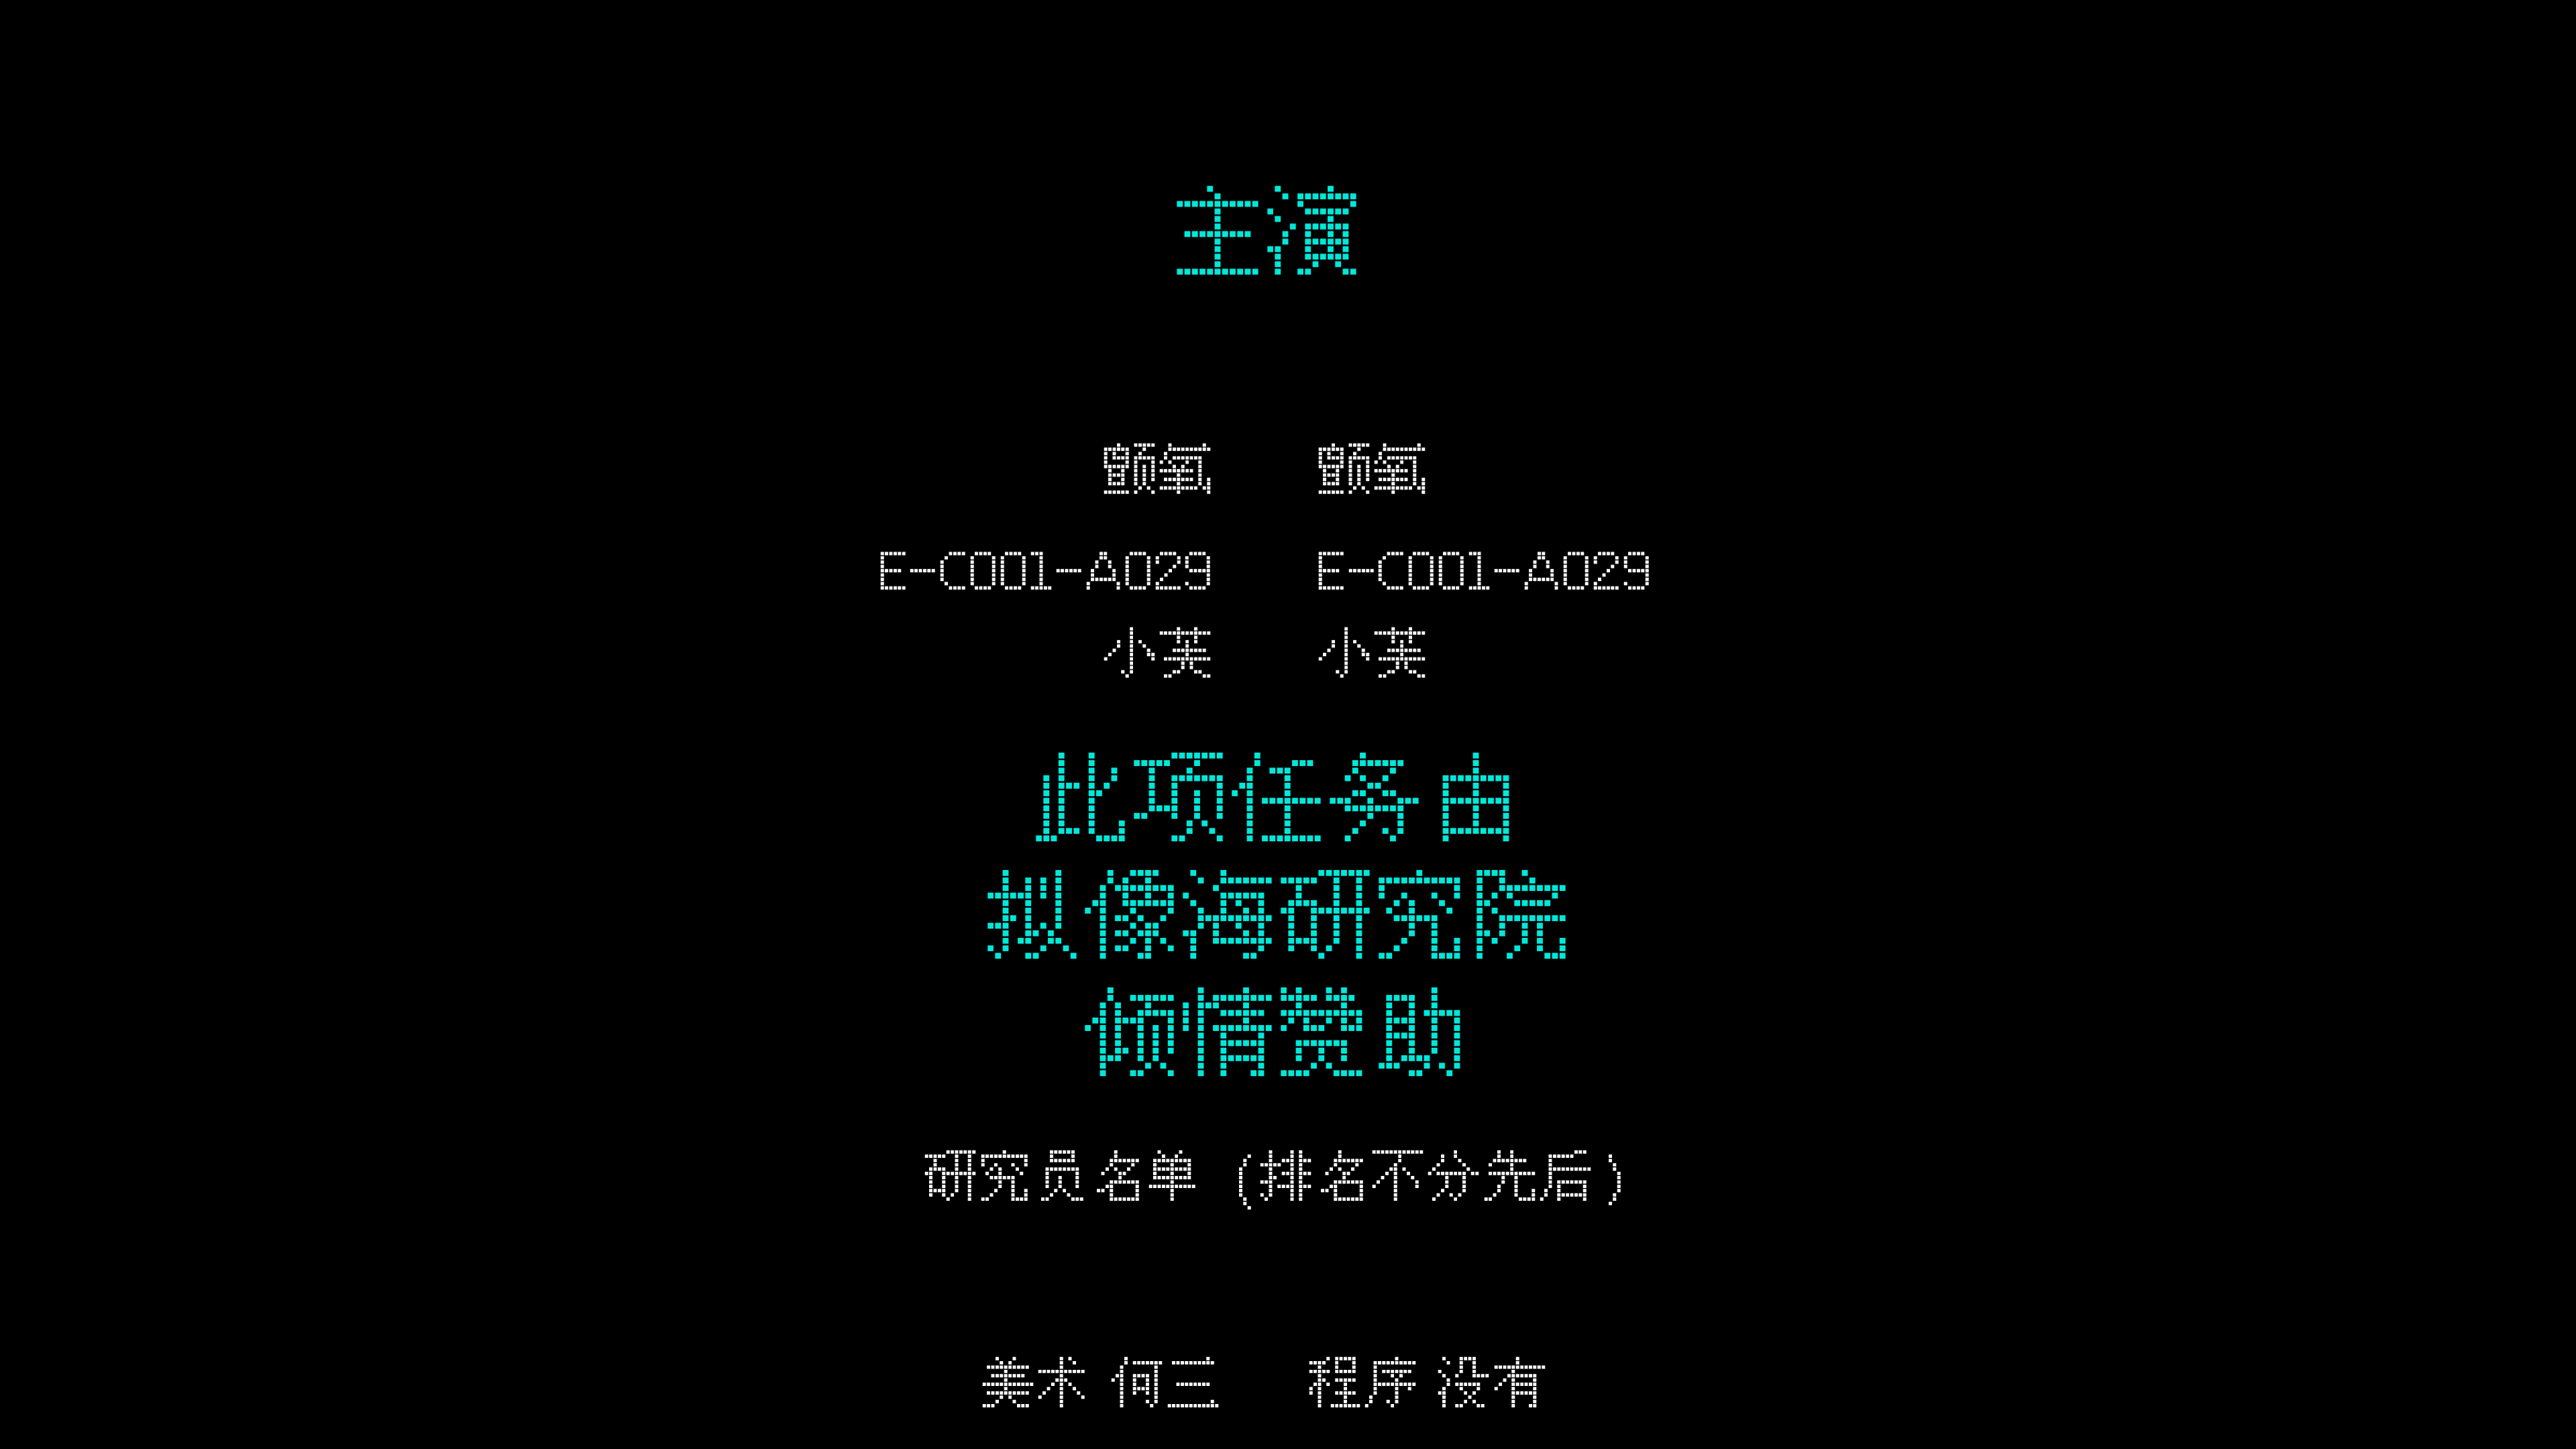 主演
颤氧 颤氧
E-C001-A029 E-C001-A029
小芙 小芙
此项任务由
拟像海研究院
倾情赞助
研究员名单 (排名不分先后)
美术 何三 程序 没有